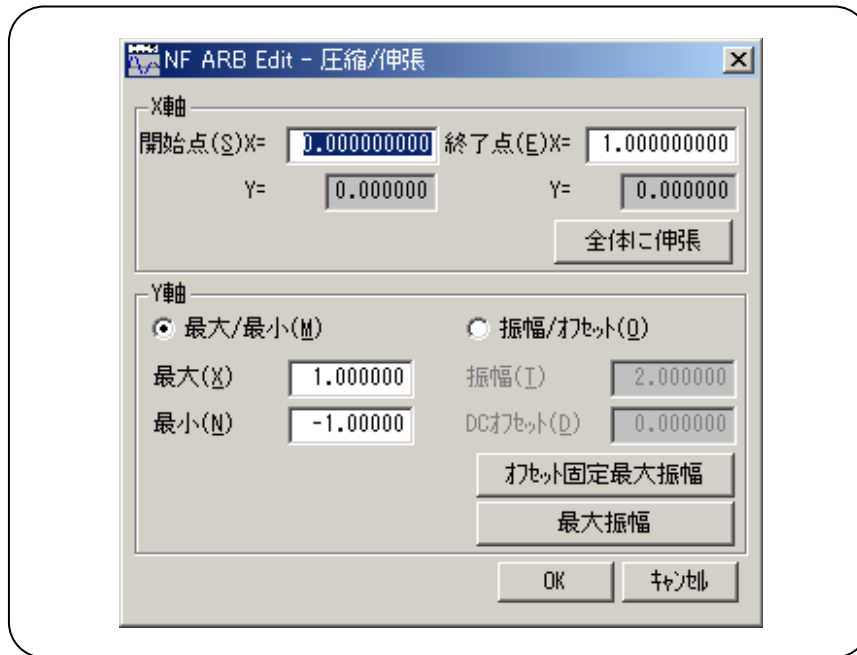 NF ARB Edit - 圧縮/伸張
X軸
開始点(S)X= 0.000000000 終了点(E)X= 1.000000000
Y= 0.000000 Y= 0.000000
全体に伸張
Y軸
最大/最小(M) 振幅/ｵﾌｾｯﾄ(O)
最大(X) 1.000000 振幅(T) 2.000000
最小(N) -1.00000 DCｵﾌｾｯﾄ(D) 0.000000
ｵﾌｾｯﾄ固定最大振幅
最大振幅
OK ｷｬﾝｾﾙ